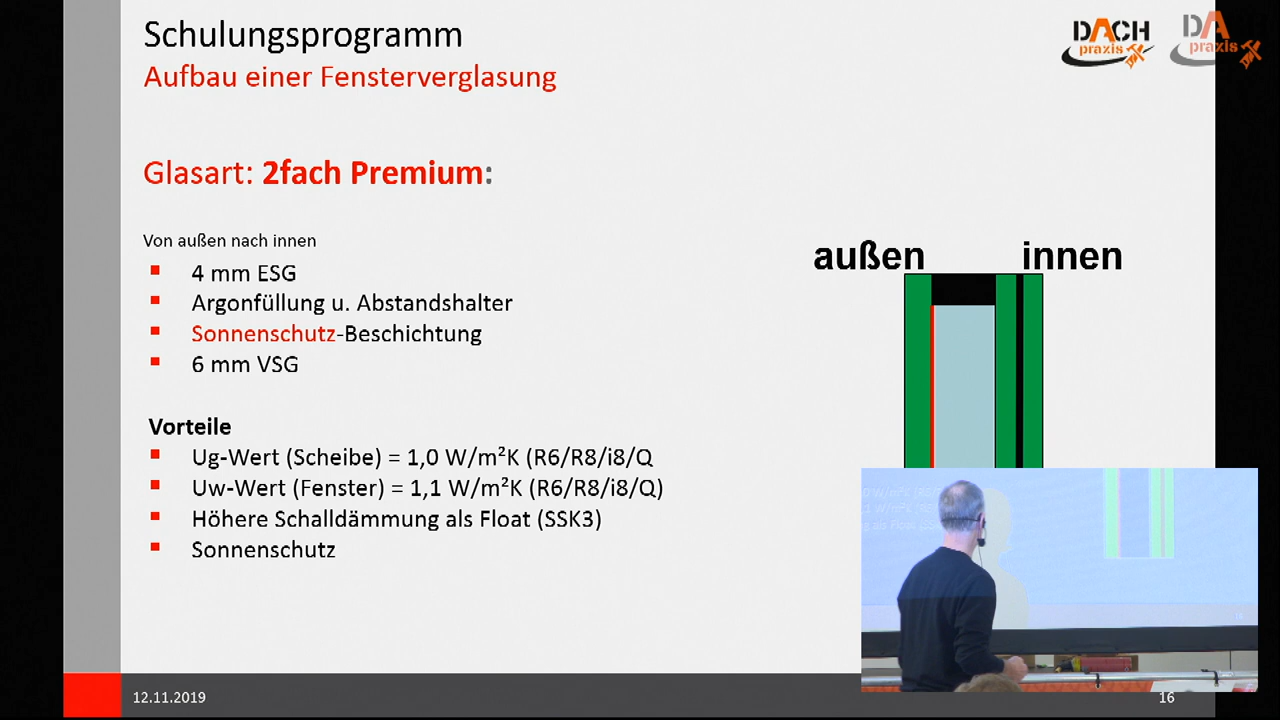 Schulungsprogramm
Aufbau einer Fensterverglasung
DACH
praxis
DA
praxis
Glasart: 2fach Premium:
Von außen nach innen
4 mm ESG
Argonfüllung u. Abstandshalter
Sonnenschutz-Beschichtung
6 mm VSG
außen innen
Vorteile
Ug-Wert (Scheibe) = 1,0 W/m²K (R6/R8/i8/Q
Uw-Wert (Fenster) = 1,1 W/m²K (R6/R8/i8/Q)
Höhere Schalldämmung als Float (SSK3)
Sonnenschutz
12.11.2019
16